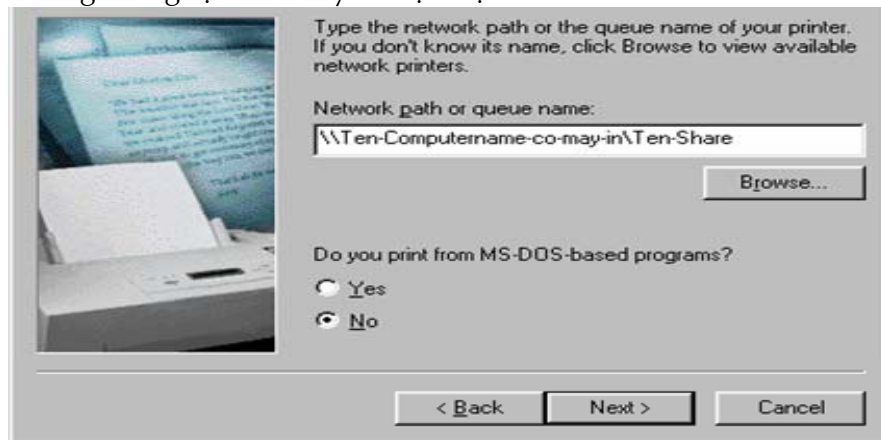 Type the network path or the queue name of your printer.
If you don't know its name, click Browse to view available
network printers.
Network path or queue name:
\\Ten-Computername-co-may-in\Ten-Share
Browse...
Do you print from MS-DOS-based programs?
Yes
No
< Back
Next >
Cancel